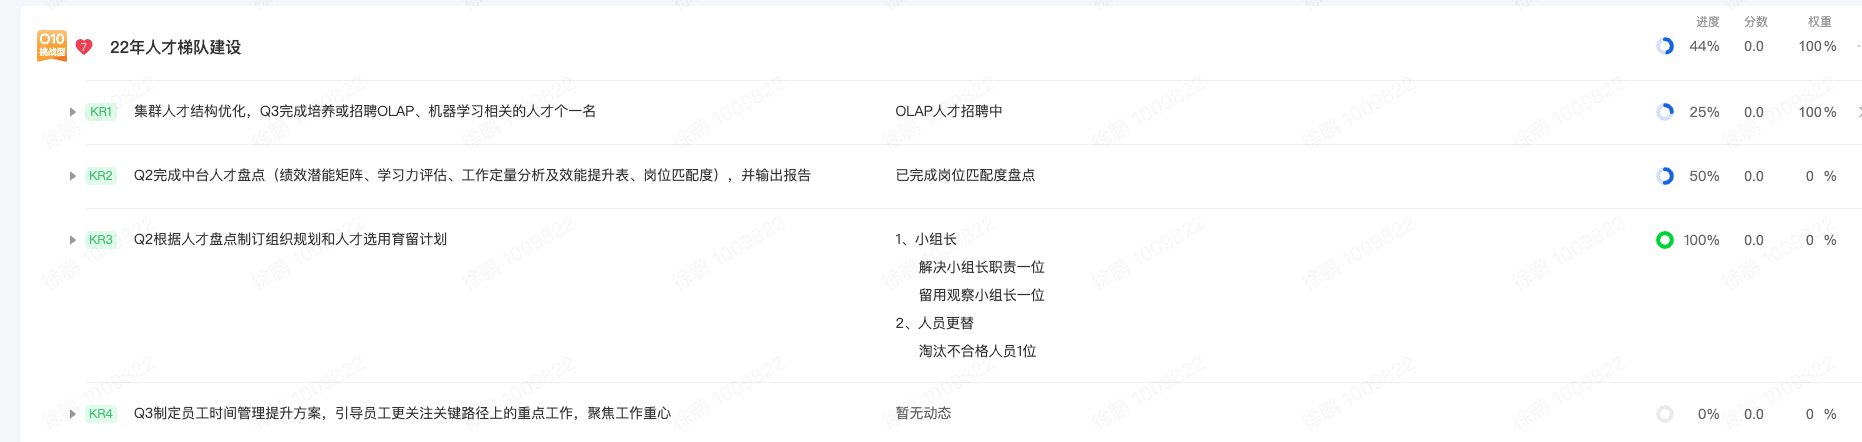 进度 分数 权重
O10
挑战型
7
22年人才梯队建设
44% 0.0 100%
KR1 集群人才结构优化，Q3完成培养或招聘OLAP、机器学习相关的人才个一名 OLAP人才招聘中 25% 0.0 100%
KR2 Q2完成中台人才盘点（绩效潜能矩阵、学习力评估、工作定量分析及效能提升表、岗位匹配度），并输出报告 已完成岗位匹配度盘点 50% 0.0 0 %
KR3 Q2根据人才盘点制订组织规划和人才选用育留计划 1、小组长 100% 0.0 0 %
解决小组长职责一位
留用观察小组长一位
2、人员更替
淘汰不合格人员1位
KR4 Q3制定员工时间管理提升方案，引导员工更关注关键路径上的重点工作，聚焦工作重心 暂无动态 0% 0.0 0 %
徐鹏 1009822